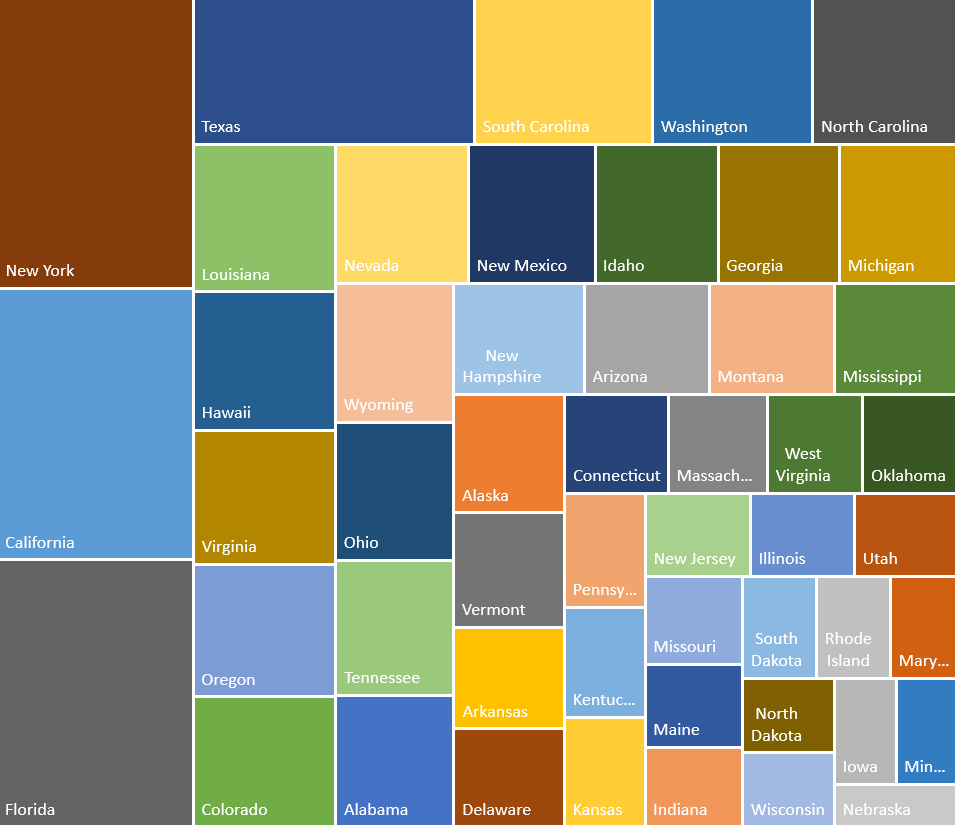 New York
California
Florida
Texas
South Carolina
Washington
North Carolina
Louisiana
Nevada
New Mexico
Idaho
Georgia
Michigan
Hawaii
Wyoming
New
Hampshire
Arizona
Montana
Mississippi
Virginia
Ohio
Alaska
Connecticut
Massach...
West
Virginia
Oklahoma
Oregon
Tennessee
Vermont
Pennsy...
New Jersey
Illinois
Utah
Colorado
Alabama
Arkansas
Delaware
Kentuc...
Kansas
Missouri
Maine
Indiana
South
Dakota
Rhode
Island
Mary...
North
Dakota
Wisconsin
Iowa
Min...
Nebraska